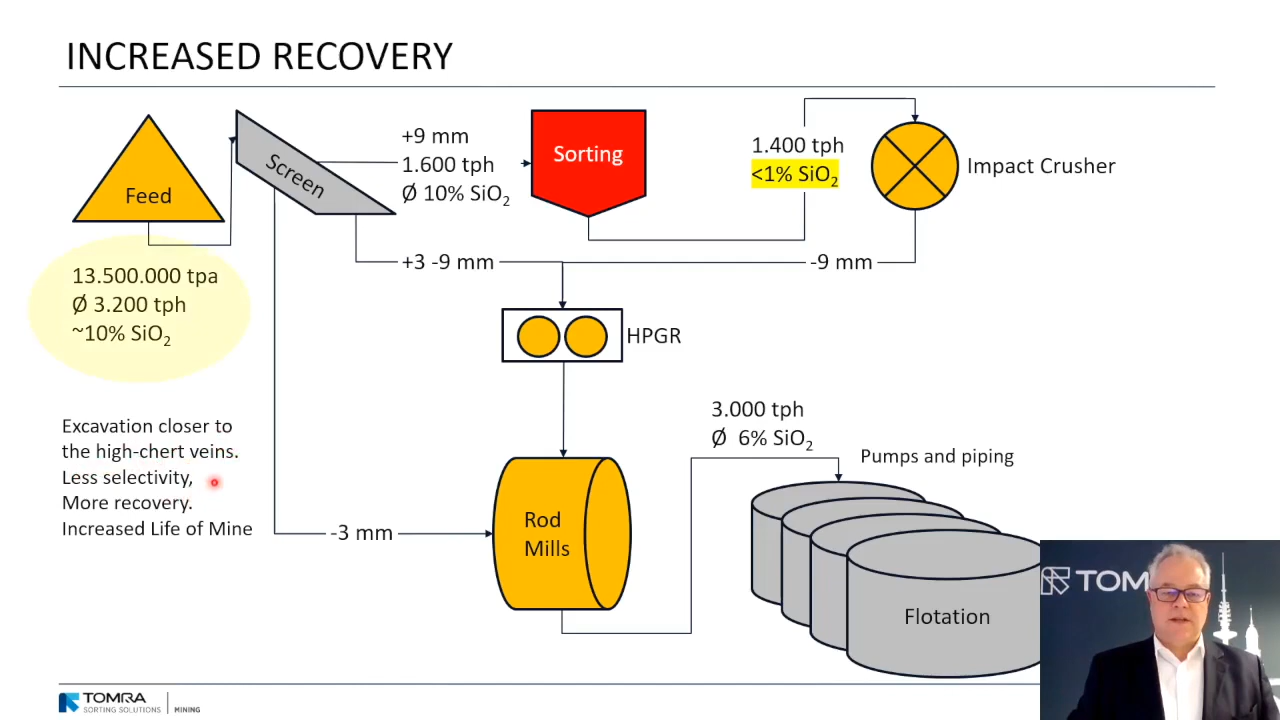 INCREASED RECOVERY
Feed
Screen
+9 mm
1.600 tph
Ø 10% SiO₂
Sorting
1.400 tph
<1% SiO₂
Impact Crusher
13.500.000 tpa
Ø 3.200 tph
~10% SiO₂
+3 -9 mm
-9 mm
HPGR
Excavation closer to
the high-chert veins.
Less selectivity,
More recovery.
Increased Life of Mine
-3 mm
Rod
Mills
3.000 tph
Ø 6% SiO₂
Pumps and piping
Flotation
TOM
TOMRA
SORTING SOLUTIONS | MINING